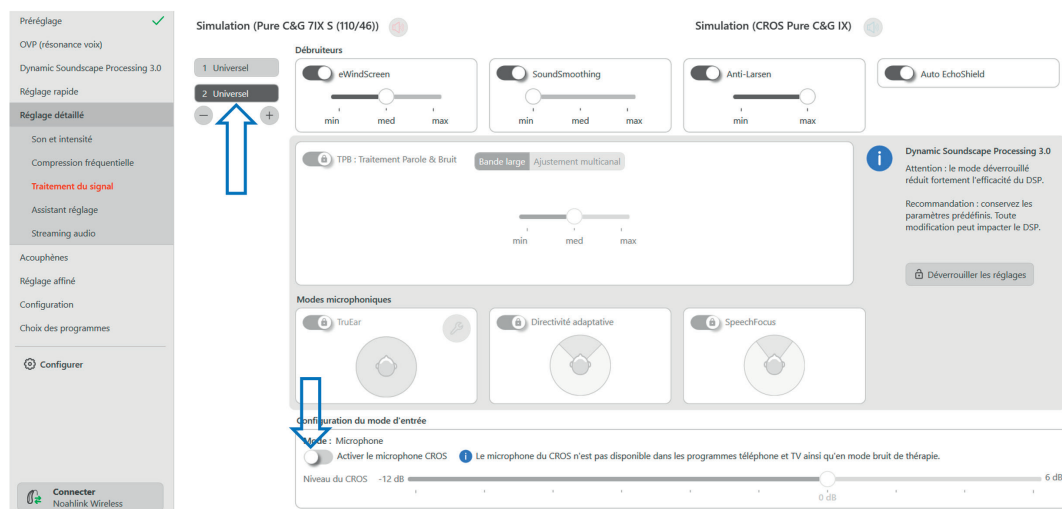 Préréglage
OVP (résonance voix)
Dynamic Soundscape Processing 3.0
Réglage rapide
Réglage détaillé
Son et intensité
Compression fréquentielle
Traitement du signal
Assistant réglage
Streaming audio
Acouphènes
Réglage affiné
Configuration
Choix des programmes
Configurer
Connecter
Noahlink Wireless
Simulation (Pure C&G 7IX S (110/46))
Simulation (CROS Pure C&G IX)
1 Universel
2 Universel
− +
Débruiteurs
eWindScreen
min med max
SoundSmoothing
min med max
Anti-Larsen
min max
Auto EchoShield
TPB : Traitement Parole & Bruit
Bande large Ajustement multicanal
min med max
i
Dynamic Soundscape Processing 3.0
Attention : le mode déverrouillé
réduit fortement l'efficacité du DSP.
Recommandation : conservez les
paramètres prédéfinis. Toute
modification peut impacter le DSP.
Déverrouiller les réglages
Modes microphoniques
TruEar
Directivité adaptative
SpeechFocus
Configuration du mode d'entrée
Mode : Microphone
Activer le microphone CROS i Le microphone du CROS n'est pas disponible dans les programmes téléphone et TV ainsi qu'en mode bruit de thérapie.
Niveau du CROS -12 dB 6 dB
0 dB